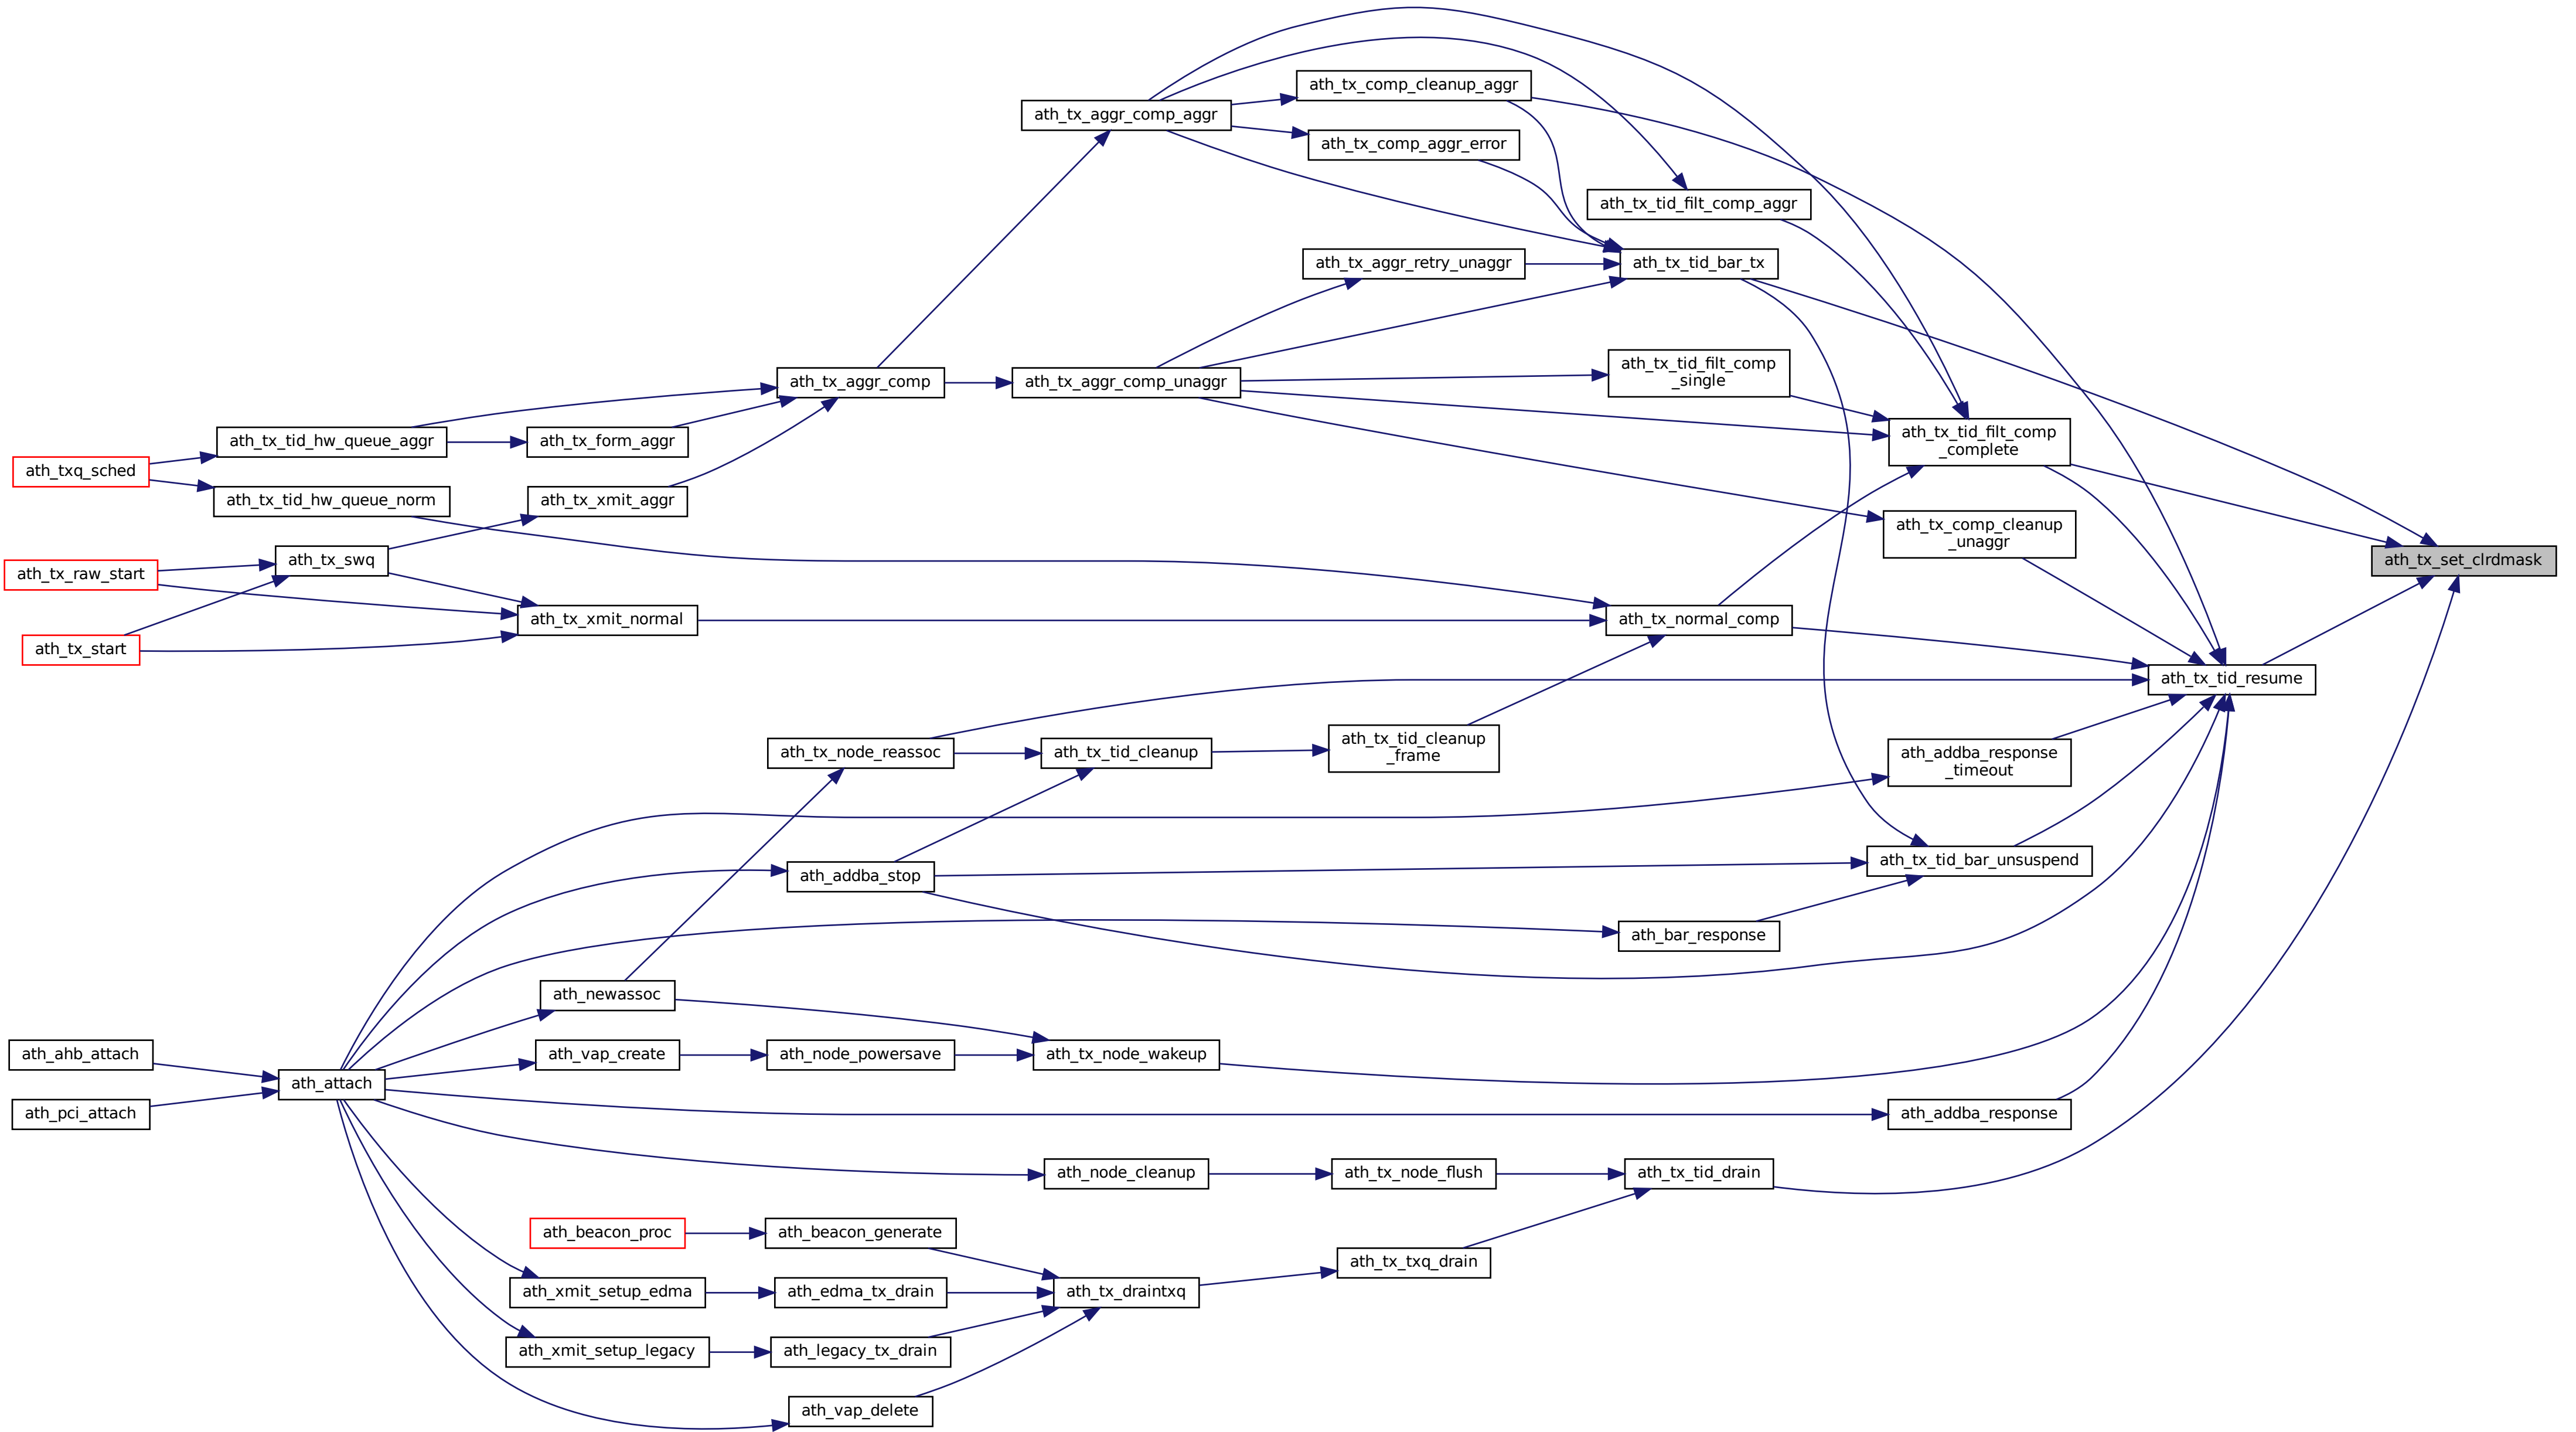 ath_tx_comp_cleanup_aggr
ath_tx_aggr_comp_aggr
ath_tx_comp_aggr_error
ath_tx_tid_filt_comp_aggr
ath_tx_aggr_retry_unaggr
ath_tx_tid_bar_tx
ath_tx_tid_filt_comp
_single
ath_tx_aggr_comp
ath_tx_aggr_comp_unaggr
ath_tx_tid_filt_comp
_complete
ath_tx_tid_hw_queue_aggr
ath_tx_form_aggr
ath_txq_sched
ath_tx_tid_hw_queue_norm
ath_tx_xmit_aggr
ath_tx_comp_cleanup
_unaggr
ath_tx_swq
ath_tx_set_clrdmask
ath_tx_raw_start
ath_tx_xmit_normal
ath_tx_normal_comp
ath_tx_start
ath_tx_tid_resume
ath_tx_node_reassoc
ath_tx_tid_cleanup
ath_tx_tid_cleanup
_frame
ath_addba_response
_timeout
ath_addba_stop
ath_tx_tid_bar_unsuspend
ath_bar_response
ath_newassoc
ath_ahb_attach
ath_vap_create
ath_node_powersave
ath_tx_node_wakeup
ath_attach
ath_pci_attach
ath_addba_response
ath_node_cleanup
ath_tx_node_flush
ath_tx_tid_drain
ath_beacon_proc
ath_beacon_generate
ath_tx_txq_drain
ath_xmit_setup_edma
ath_edma_tx_drain
ath_tx_draintxq
ath_xmit_setup_legacy
ath_legacy_tx_drain
ath_vap_delete